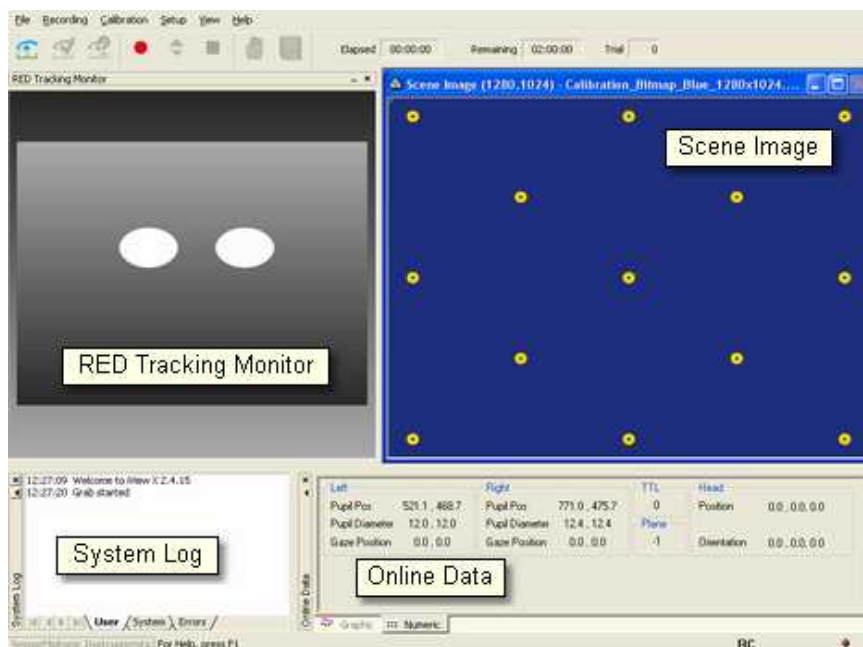 File Recording Calibration Setup View Help
Elapsed 00:00:00 Remaining 02:00:00 Trial 0
RED Tracking Monitor
Scene Image (1280,1024) - Calibration_Bitmap_Blue_1280x1024....
Scene Image
RED Tracking Monitor
12:27:09 Welcome to iView X 2.4.15
12:27:20 Grab started
System Log
System Log
User System Errors
Online Data
Left Right TTL Head
Pupil Pos 521.1 , 468.7 Pupil Pos 771.0 , 475.7 0 Position 0.0 , 0.0, 0.0
Pupil Diameter 12.0 , 12.0 Pupil Diameter 12.4 , 12.4 Plane
Gaze Position 0.0 , 0.0 Gaze Position 0.0 , 0.0 -1 Orientation 0.0 , 0.0, 0.0
Online Data
Graphs Numeric
SensoMotoric Instruments For Help, press F1
RC